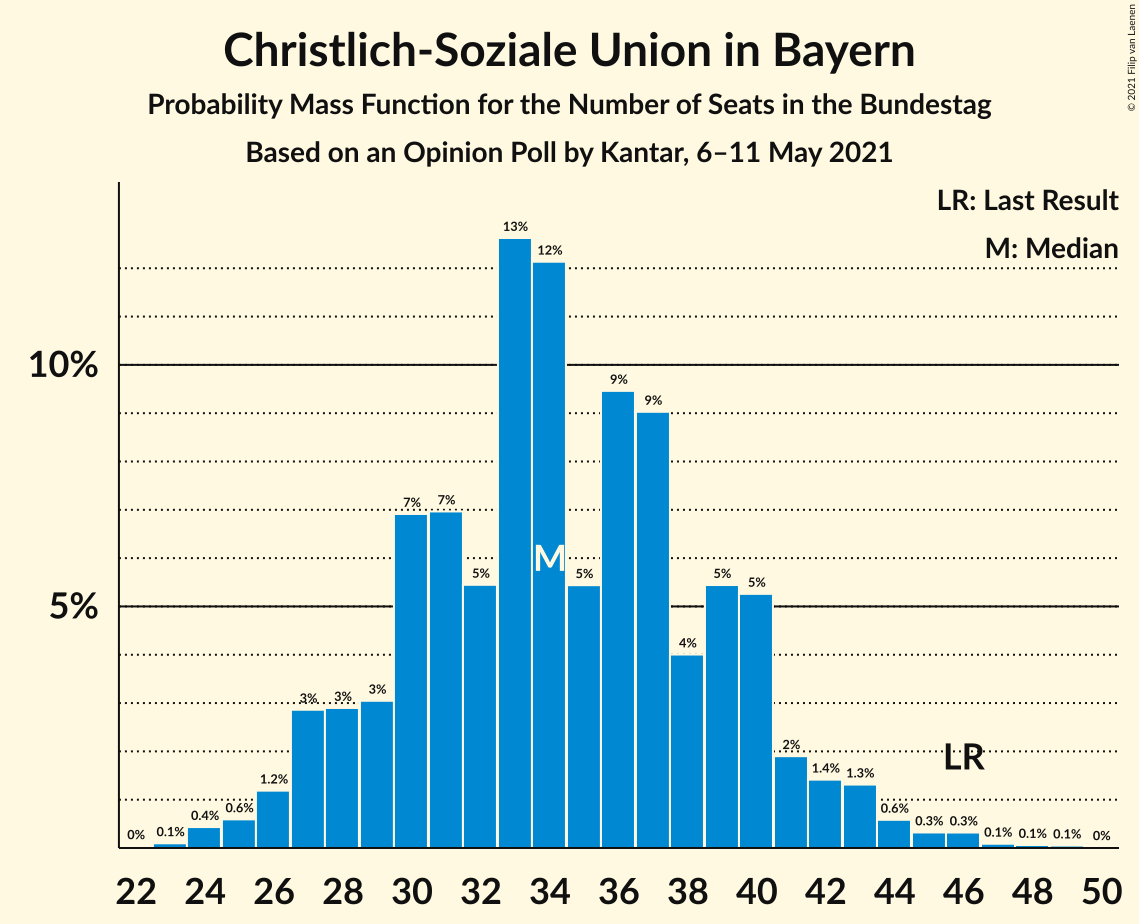 Christlich-Soziale Union in Bayern
Probability Mass Function for the Number of Seats in the Bundestag
Based on an Opinion Poll by Kantar, 6–11 May 2021
© 2021 Filip van Laenen
LR: Last Result
M: Median
10%
5%
0% 0.1% 0.4% 0.6% 1.2% 3% 3% 3% 7% 7% 5% 13% 12% 5% 9% 9% 4% 5% 5% 2% 1.4% 1.3% 0.6% 0.3% 0.3% 0.1% 0.1% 0.1% 0%
M
LR
22 24 26 28 30 32 34 36 38 40 42 44 46 48 50